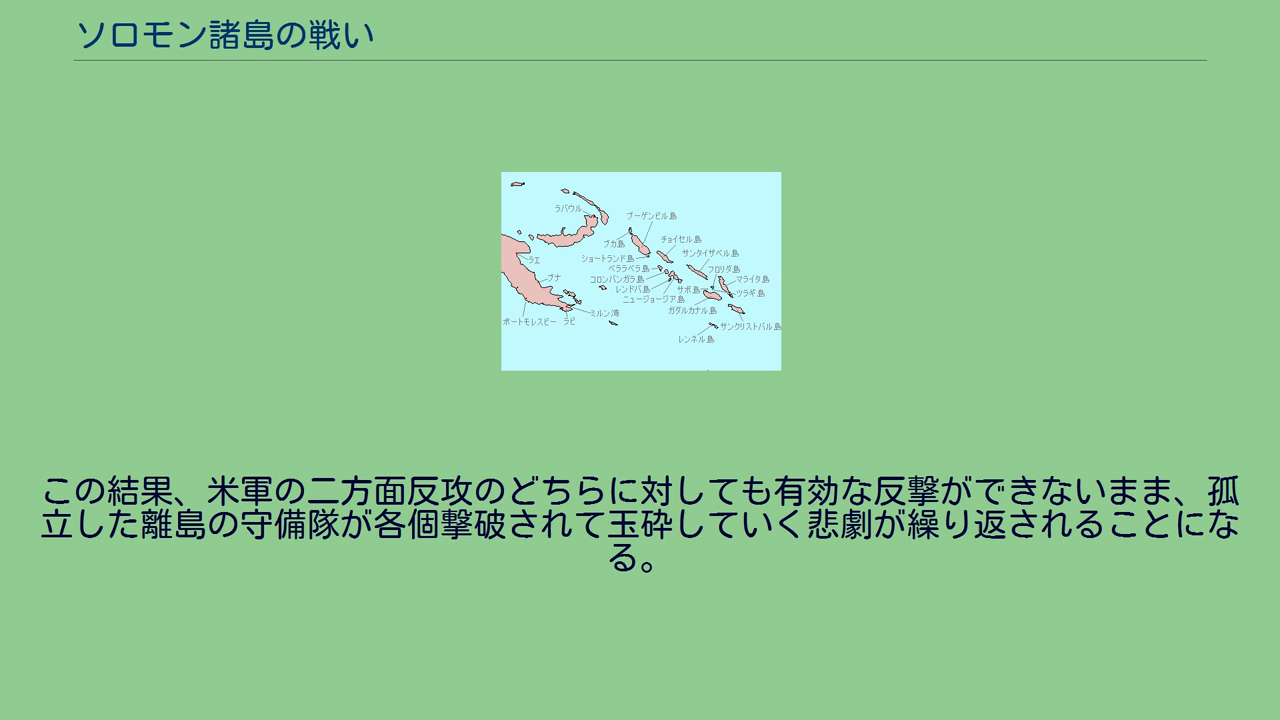 ソロモン諸島の戦い
ラバウル
ブーゲンビル島
ブカ島
チョイセル島
サンタイザベル島
ショートランド島
ラエ
ベララベラ島
フロリダ島
コロンバンガラ島
マライタ島
ブナ
レンドバ島
サボ島
ツラギ島
ニュージョージア島
ガダルカナル島
ミルン湾
ポートモレスビー
ラビ
サンクリストバル島
レンネル島
この結果、米軍の二方面反攻のどちらに対しても有効な反撃ができないまま、孤
立した離島の守備隊が各個撃破されて玉砕していく悲劇が繰り返されることにな
る。